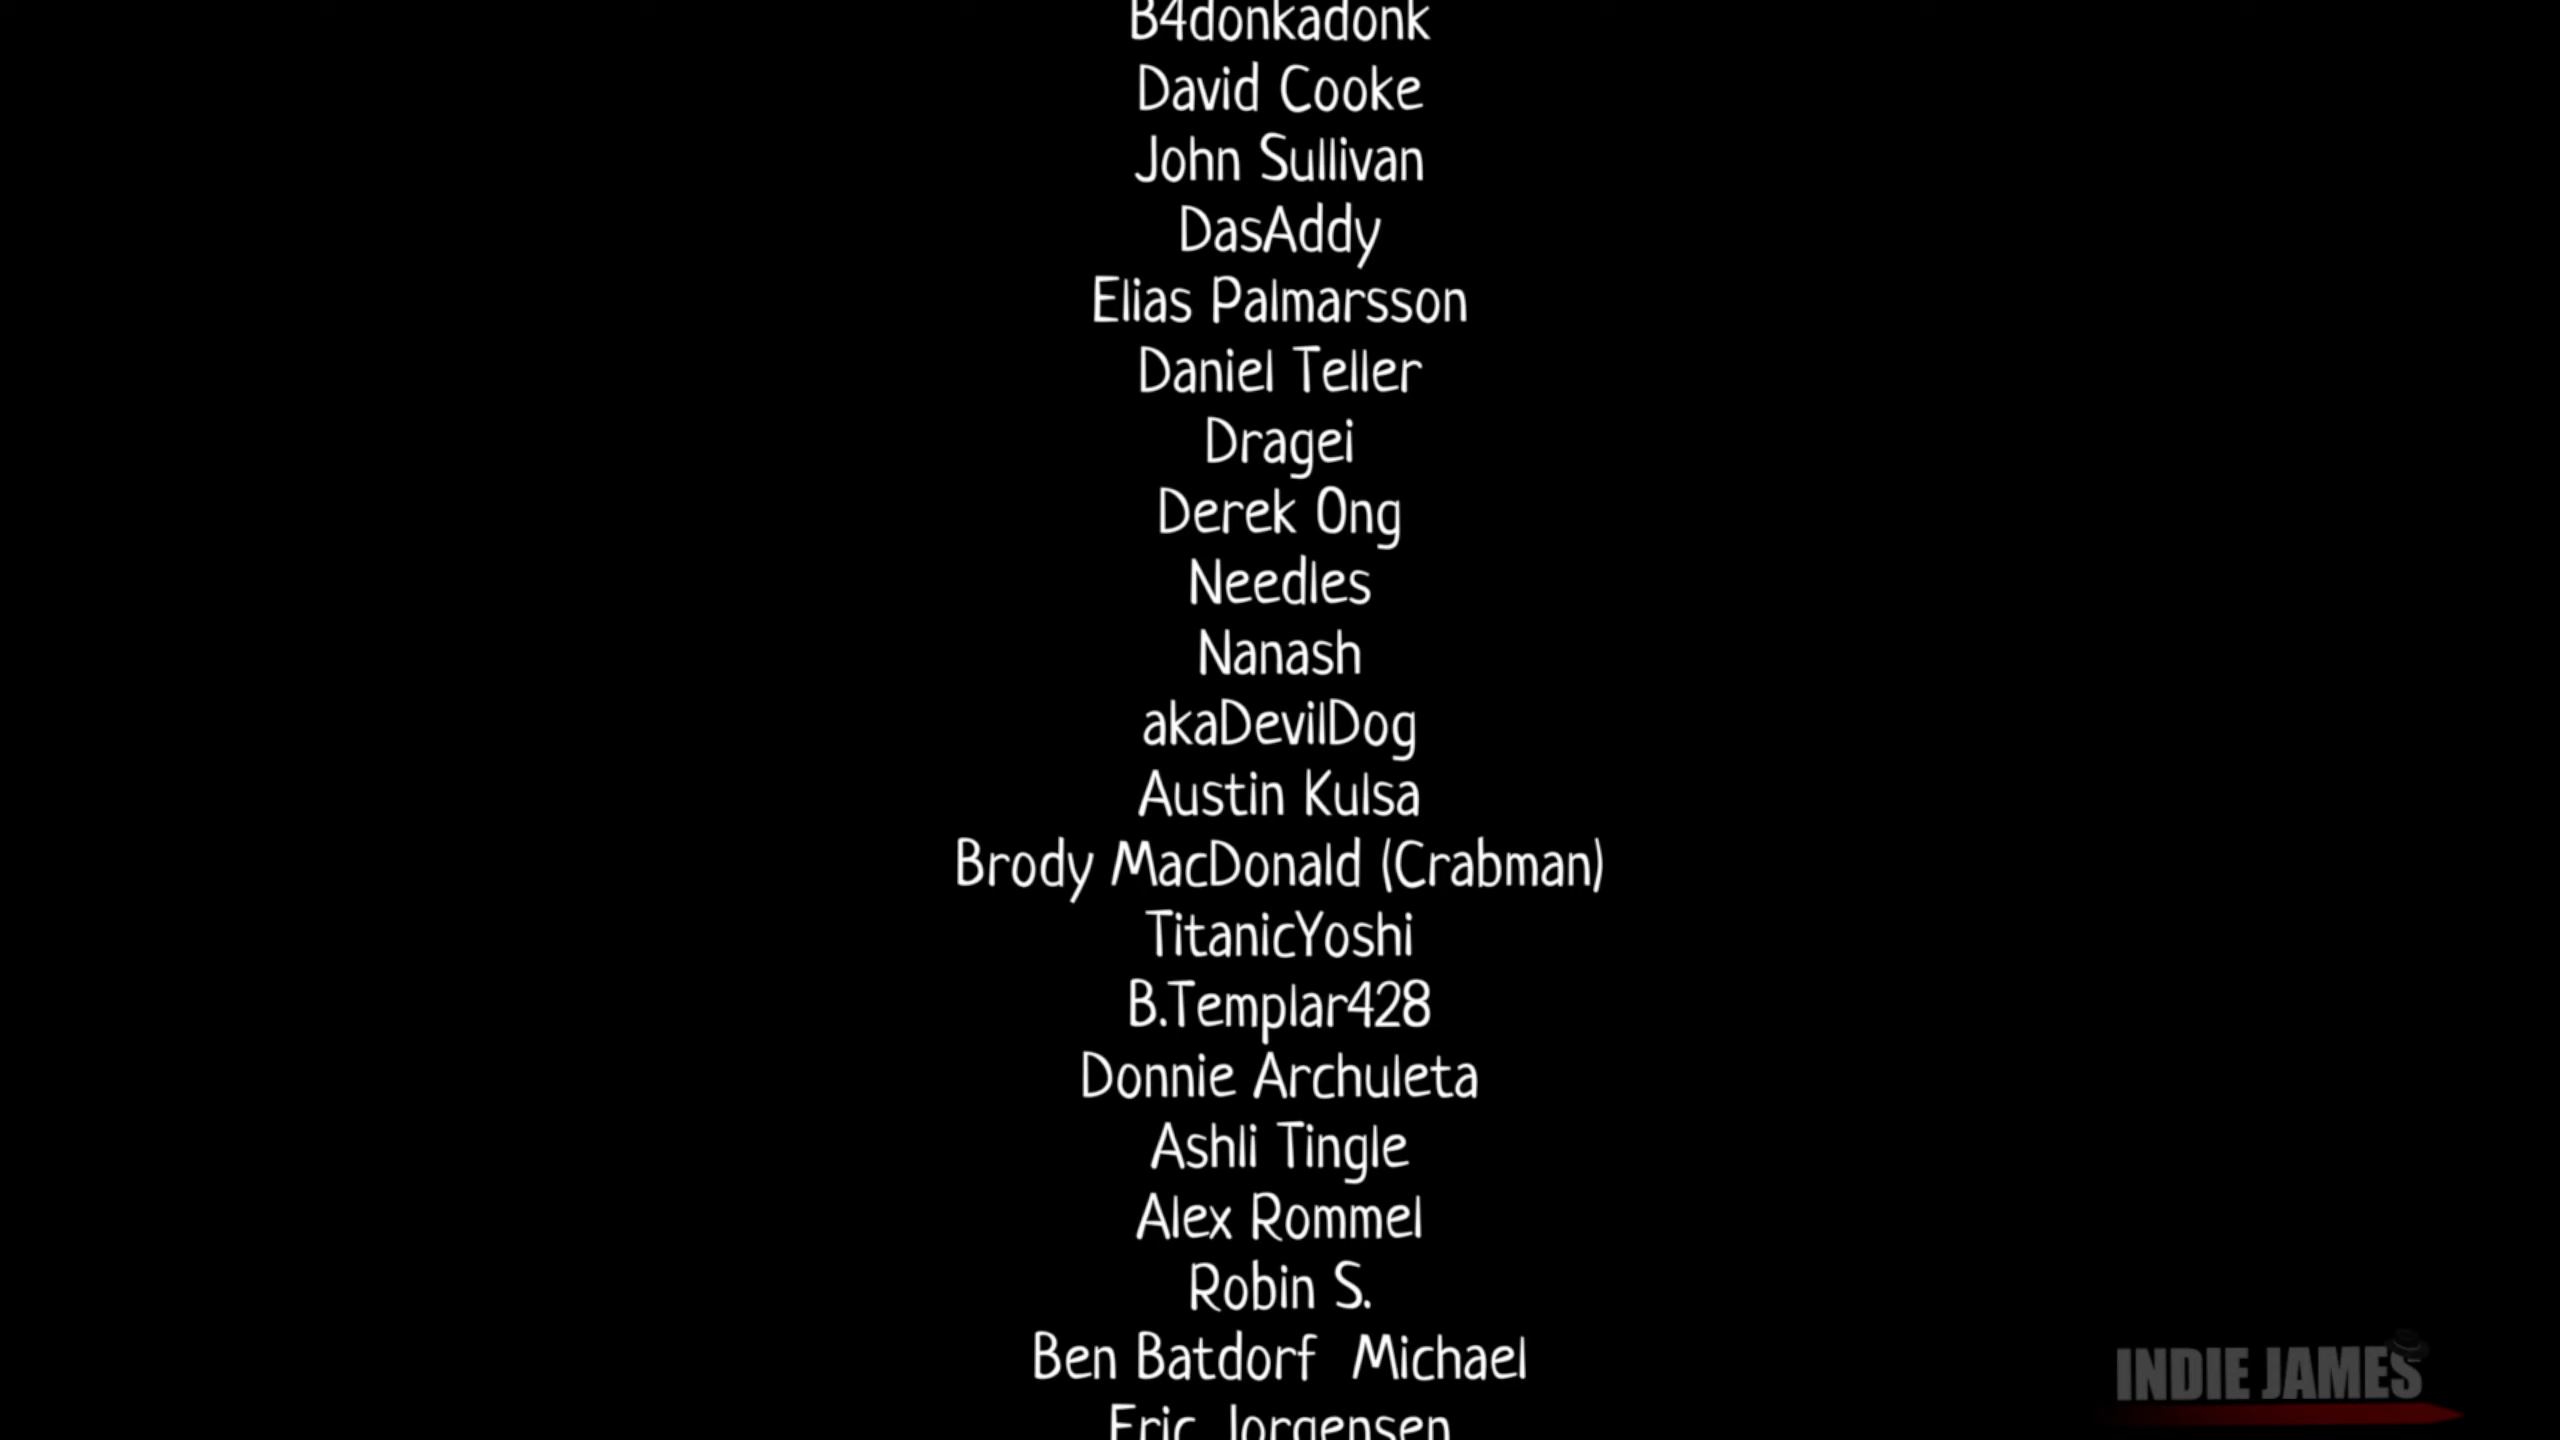 B4donkadonk
David Cooke
John Sullivan
DasAddy
Elias Palmarsson
Daniel Teller
Dragei
Derek Ong
Needles
Nanash
akaDevilDog
Austin Kulsa
Brody MacDonald (Crabman)
TitanicYoshi
B.Templar428
Donnie Archuleta
Ashli Tingle
Alex Rommel
Robin S.
Ben Batdorf  Michael
Eric Jorgensen
INDIE JAMES